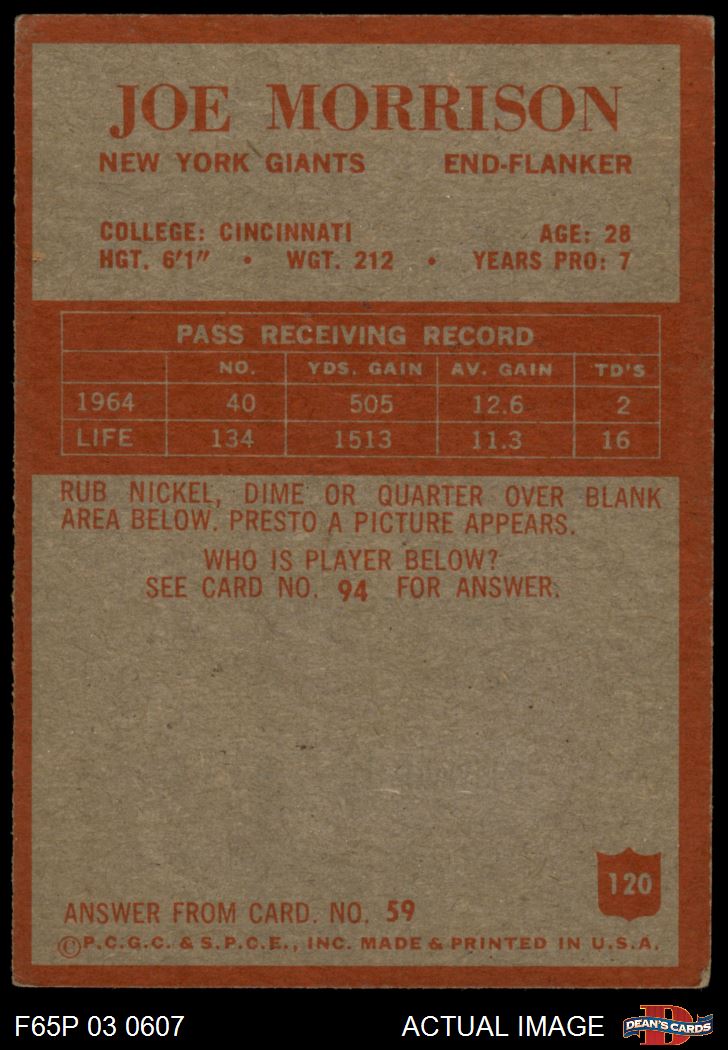 JOE MORRISON
NEW YORK GIANTS END-FLANKER
COLLEGE: CINCINNATI AGE: 28
HGT. 6'1" • WGT. 212 • YEARS PRO: 7
PASS RECEIVING RECORD
NO. YDS. GAIN AV. GAIN TD'S
1964 40 505 12.6 2
LIFE 134 1513 11.3 16
RUB NICKEL, DIME OR QUARTER OVER BLANK
AREA BELOW. PRESTO A PICTURE APPEARS.
WHO IS PLAYER BELOW?
SEE CARD NO. 94 FOR ANSWER.
120
ANSWER FROM CARD. NO. 59
©P.C.G.C. & S.P.C.E., INC. MADE & PRINTED IN U.S.A.
F65P 03 0607 ACTUAL IMAGE D DEAN'S CARDS